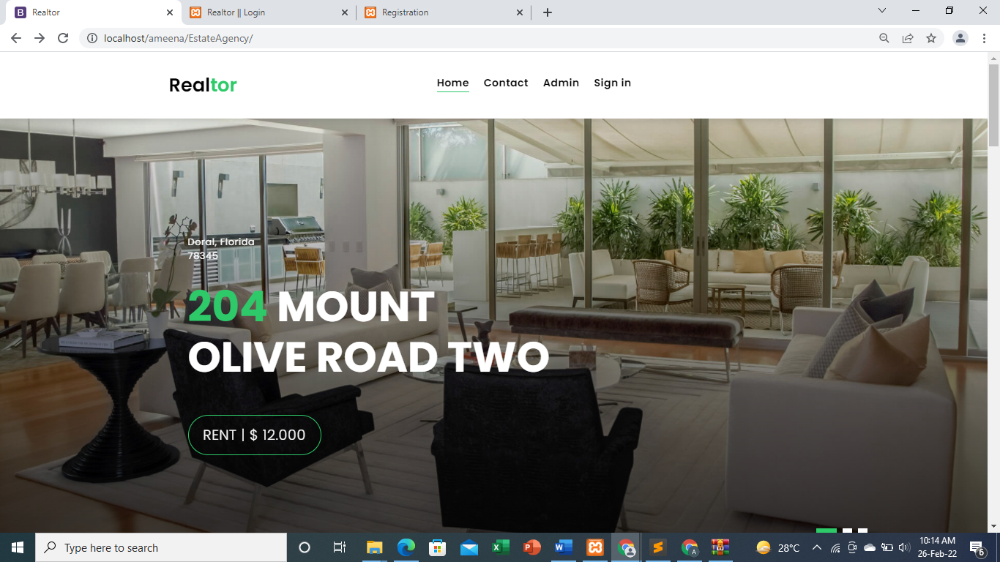 Realtor
Realtor || Login
Registration
localhost/ameena/EstateAgency/
Realtor
Home Contact Admin Sign in
Doral, Florida
78345
204 MOUNT
OLIVE ROAD TWO
RENT | $ 12.000
Type here to search
28°C
10:14 AM
26-Feb-22
6